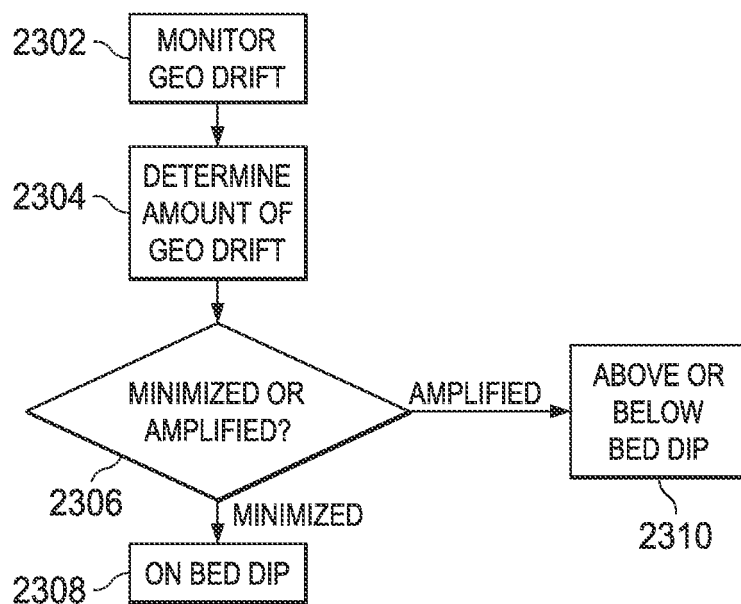 2302
MONITOR
GEO DRIFT
2304
DETERMINE
AMOUNT OF
GEO DRIFT
MINIMIZED OR
AMPLIFIED?
2306
AMPLIFIED
ABOVE OR
BELOW
BED DIP
2310
MINIMIZED
2308
ON BED DIP